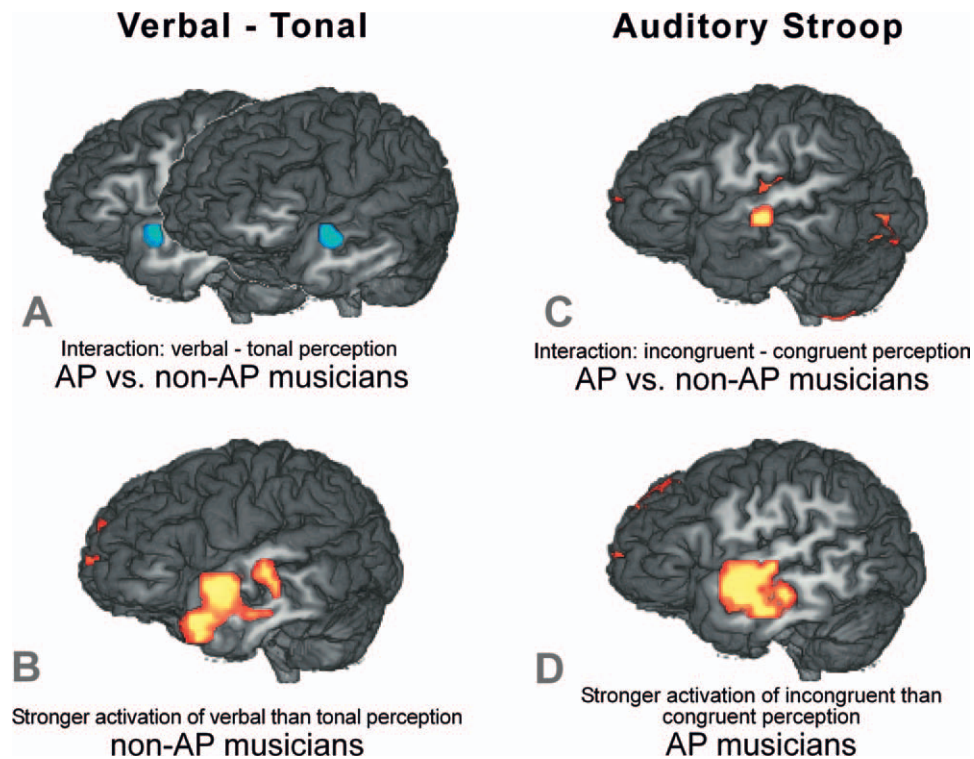 Verbal - Tonal
A
Interaction: verbal - tonal perception
AP vs. non-AP musicians
B
Stronger activation of verbal than tonal perception
non-AP musicians
Auditory Stroop
C
Interaction: incongruent - congruent perception
AP vs. non-AP musicians
D
Stronger activation of incongruent than
congruent perception
AP musicians